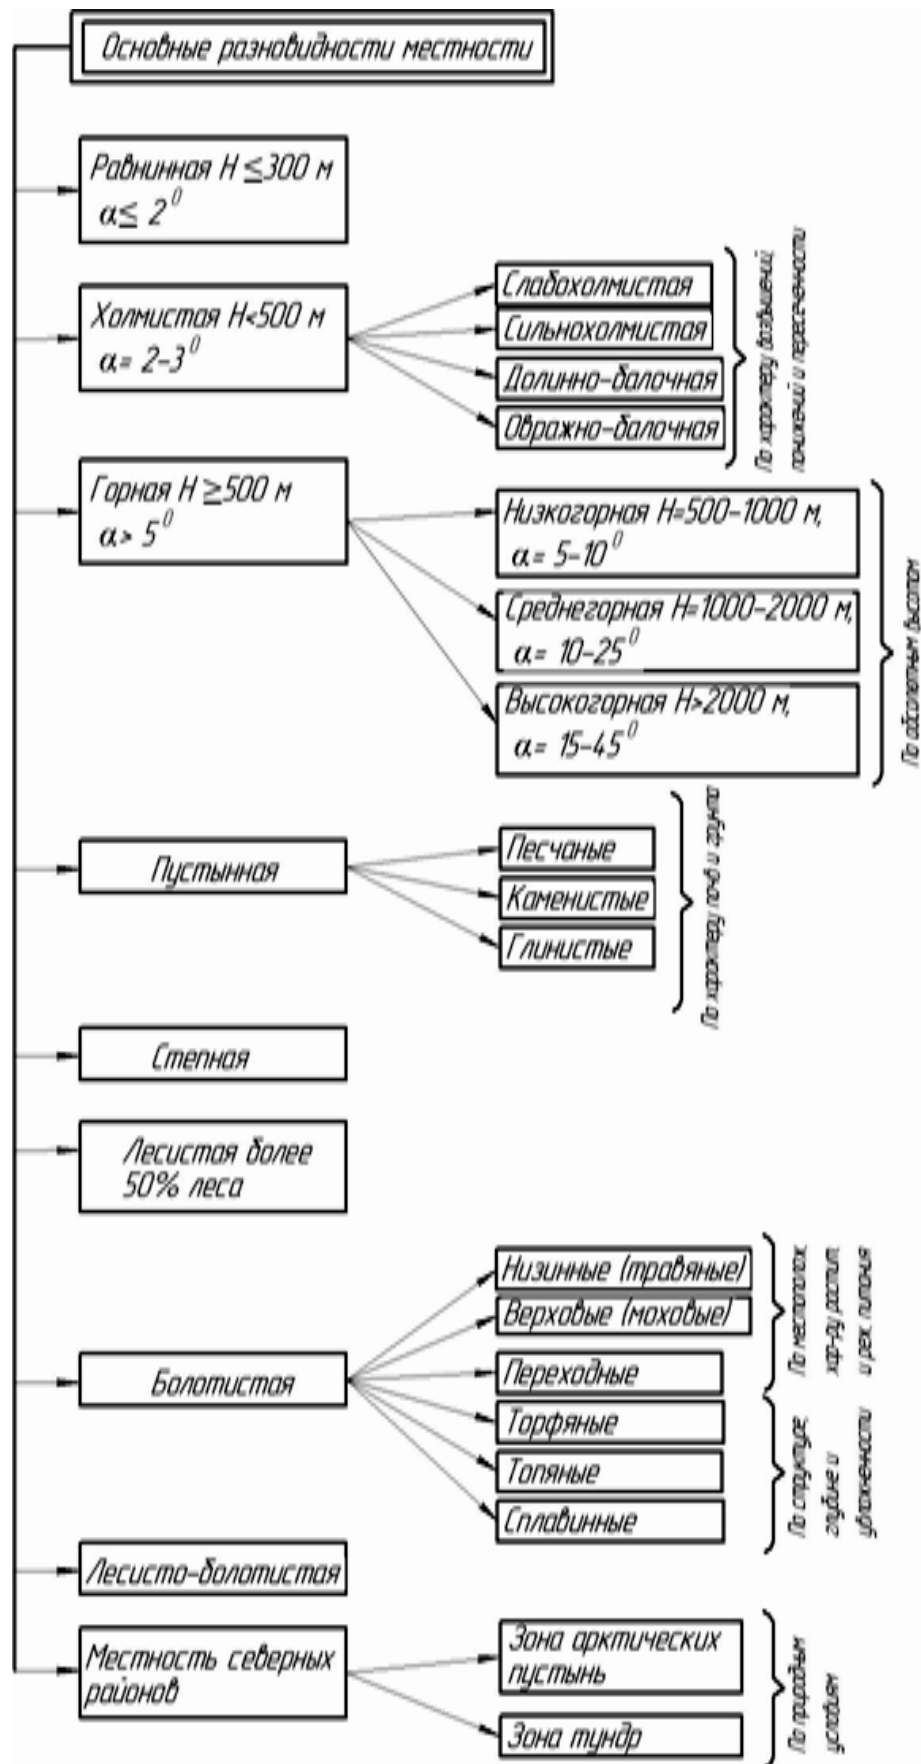 Основные разновидности местности
Равнинная H ≤300 м
α≤ 2⁰
Холмистая H<500 м
α= 2-3⁰
Слабохолмистая
Сильнохолмистая
Долинно-балочная
Овражно-балочная
По характеру возвышений,
понижений и пересеченности
Горная H ≥500 м
α> 5⁰
Низкогорная H=500-1000 м,
α= 5-10⁰
Среднегорная H=1000-2000 м,
α= 10-25⁰
Высокогорная H>2000 м,
α= 15-45⁰
По абсолютным высотам
Пустынная
Песчаные
Каменистые
Глинистые
По характеру почв и грунта
Степная
Лесистая более
50% леса
Болотистая
Низинные (травяные)
Верховые (моховые)
Переходные
По местополож.
хар-ру растит.
и реж. питания
Торфяные
Топяные
Сплавинные
По структуре,
глубине и
увлажненности
Лесисто-болотистая
Местность северных
районов
Зона арктических
пустынь
Зона тундр
По природным
условиям